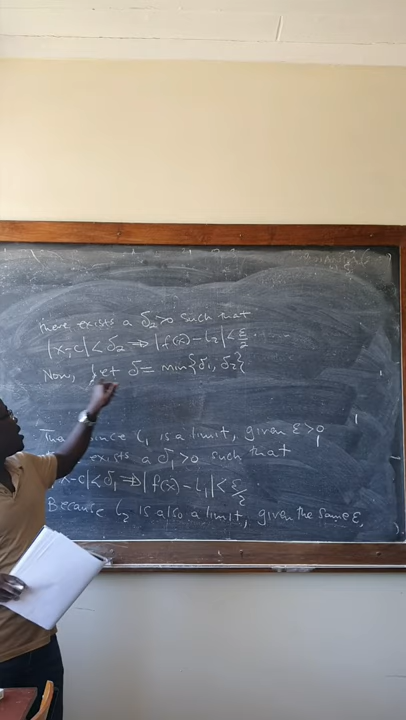 there exists a δ₂>0 such that
|x-c|<δ₂ ⇒ |f(x)-L₂|<ε/2 .....
Now, let δ = min{δ₁, δ₂}
since L₁ is a limit, given ε>0,
exists a δ₁>0 such that
x-c|<δ₁ ⇒ |f(x)-L₁|<ε/2 .
Because L₂ is also a limit, given the same ε,